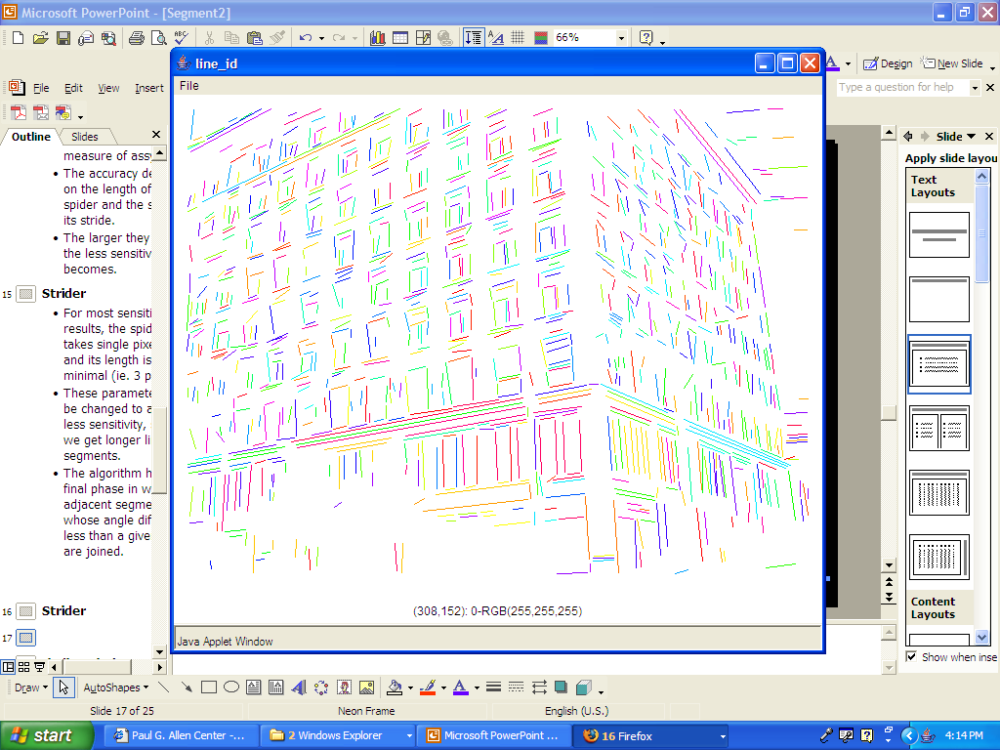 Microsoft PowerPoint - [Segment2]
66%
Design
New Slide
File Edit View Insert
Type a question for help
line_id
File
Outline
Slides
Slide
Apply slide layou
Text
Layouts
measure of ass
• The accuracy de
on the length of
spider and the s
its stride.
• The larger they
the less sensitiv
becomes.
15 Strider
• For most sensiti
results, the spid
takes single pixe
and its length is
minimal (ie. 3 p
• These paramete
be changed to a
less sensitivity,
we get longer li
segments.
• The algorithm h
final phase in w
adjacent segme
whose angle dif
less than a give
are joined.
16 Strider
17
(308,152): 0-RGB(255,255,255)
Java Applet Window
Content
Layouts
Show when inse
Draw
AutoShapes
Slide 17 of 25
Neon Frame
English (U.S.)
start
Paul G. Allen Center -...
2 Windows Explorer
Microsoft PowerPoint ...
16 Firefox
4:14 PM